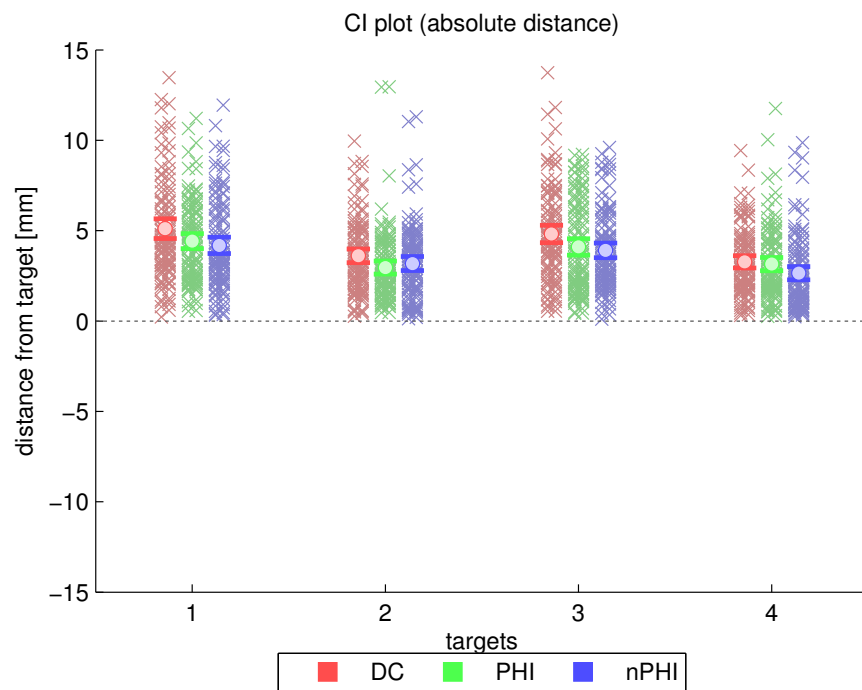 CI plot (absolute distance)
15
10
5
0
−5
−10
−15
distance from target [mm]
1 2 3 4
targets
DC PHI nPHI